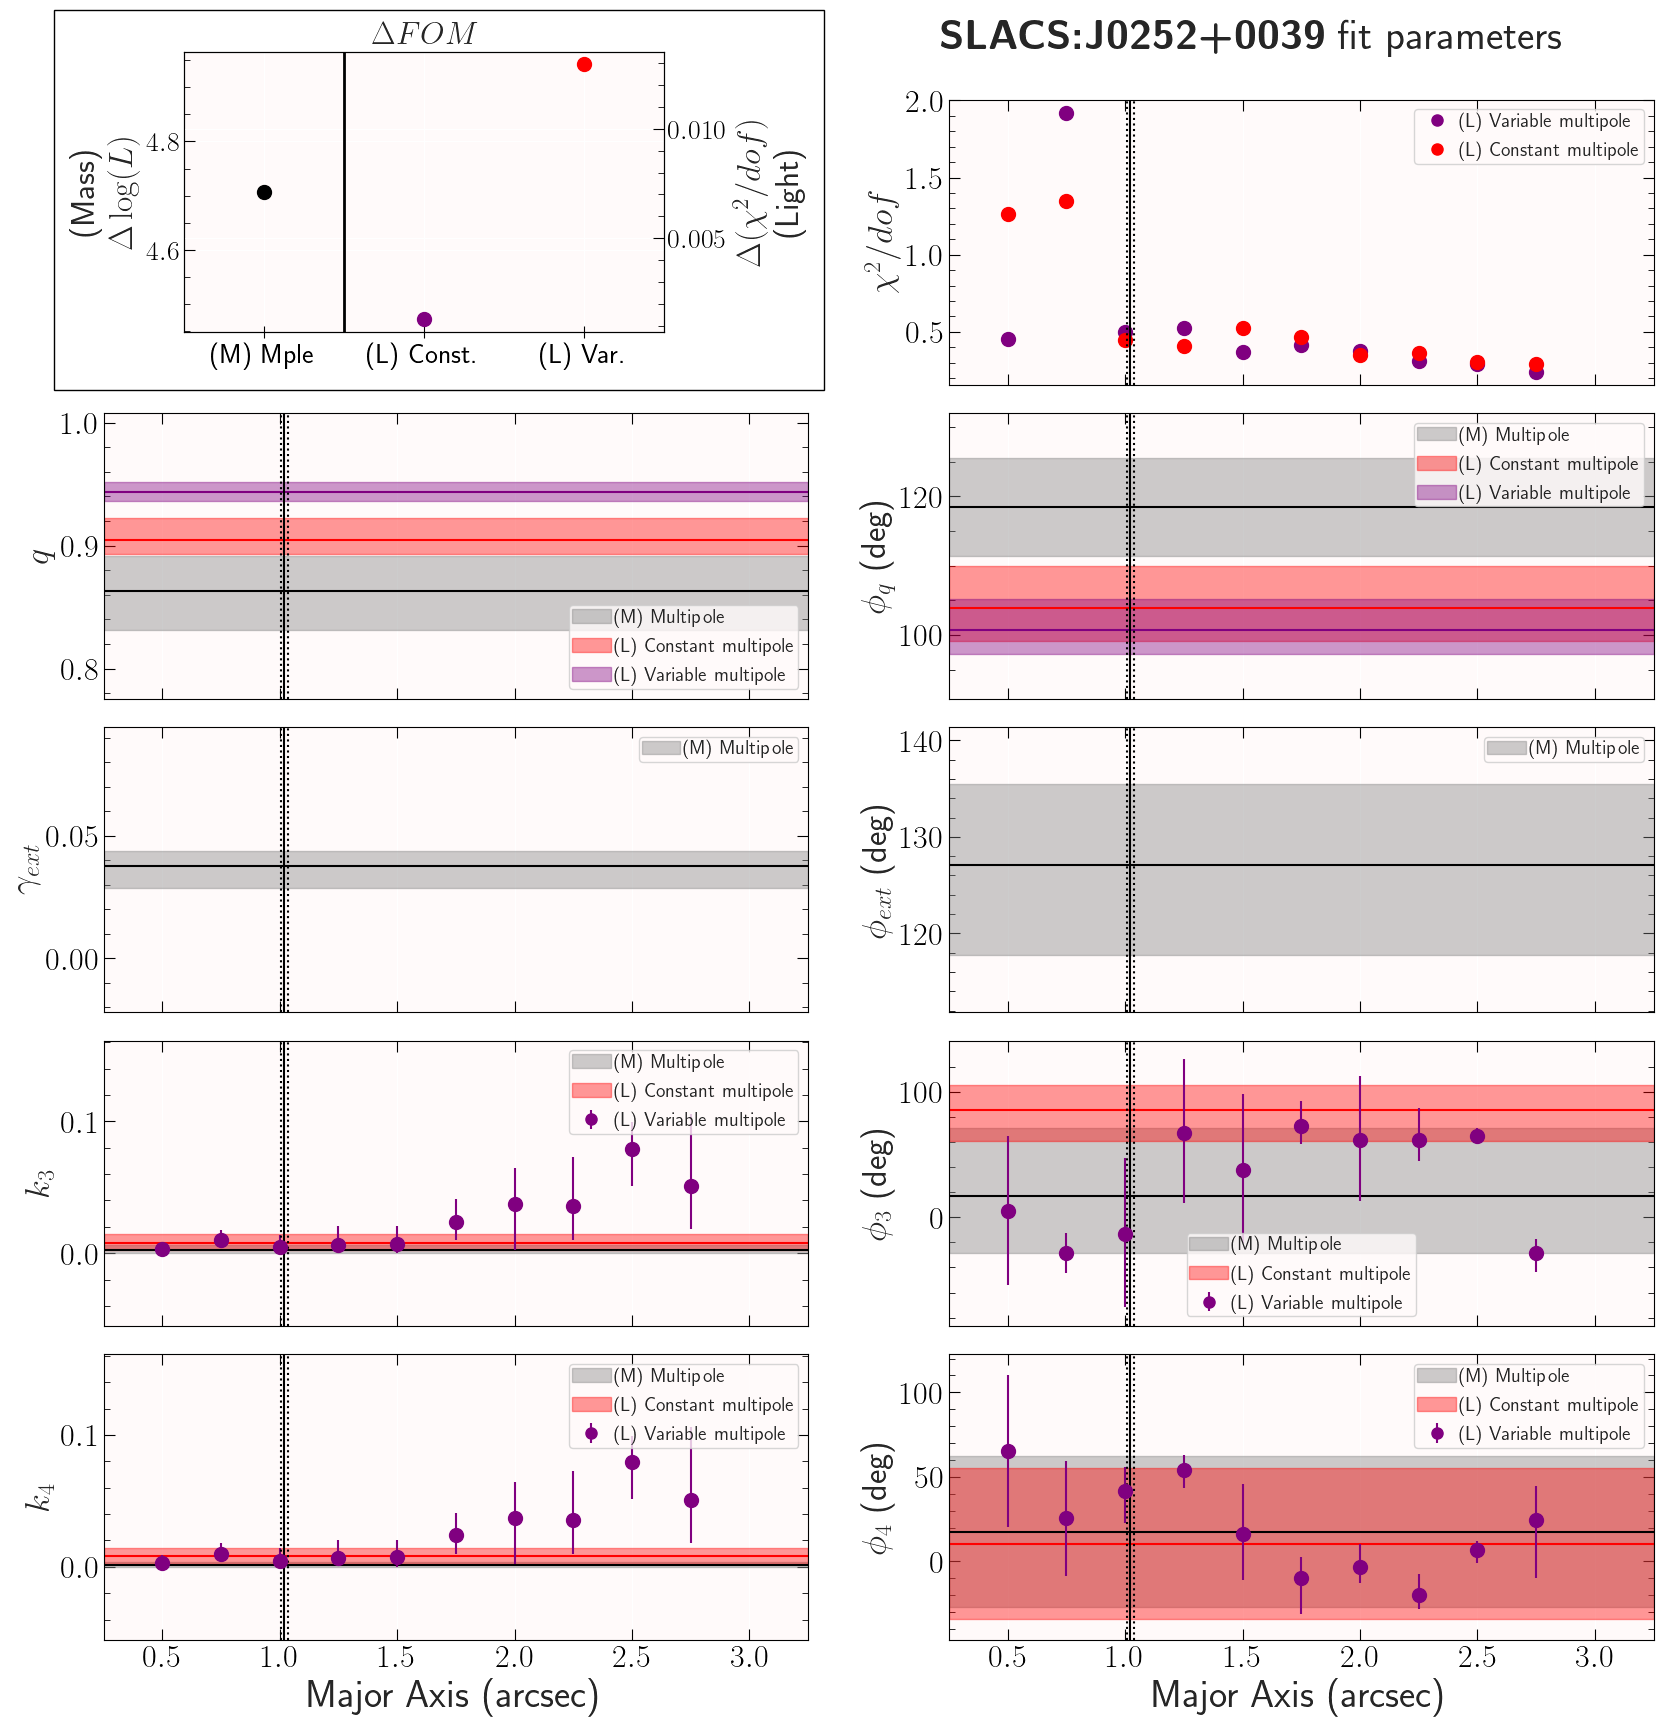 SLACS:J0252+0039 fit parameters
ΔFOM
(Mass)
Δ log(L)
4.8
4.6
0.010
0.005
Δ(χ²/dof)
(Light)
(M) Mple
(L) Const.
(L) Var.
χ²/dof
2.0
1.5
1.0
0.5
(L) Variable multipole
(L) Constant multipole
q
1.0
0.9
0.8
(M) Multipole
(L) Constant multipole
(L) Variable multipole
ϕ_q (deg)
120
100
(M) Multipole
(L) Constant multipole
(L) Variable multipole
γ_ext
0.05
0.00
(M) Multipole
ϕ_ext (deg)
140
130
120
(M) Multipole
k₃
0.1
0.0
(M) Multipole
(L) Constant multipole
(L) Variable multipole
ϕ₃ (deg)
100
0
(M) Multipole
(L) Constant multipole
(L) Variable multipole
k₄
0.1
0.0
(M) Multipole
(L) Constant multipole
(L) Variable multipole
0.5 1.0 1.5 2.0 2.5 3.0
Major Axis (arcsec)
ϕ₄ (deg)
100
50
0
(M) Multipole
(L) Constant multipole
(L) Variable multipole
0.5 1.0 1.5 2.0 2.5 3.0
Major Axis (arcsec)